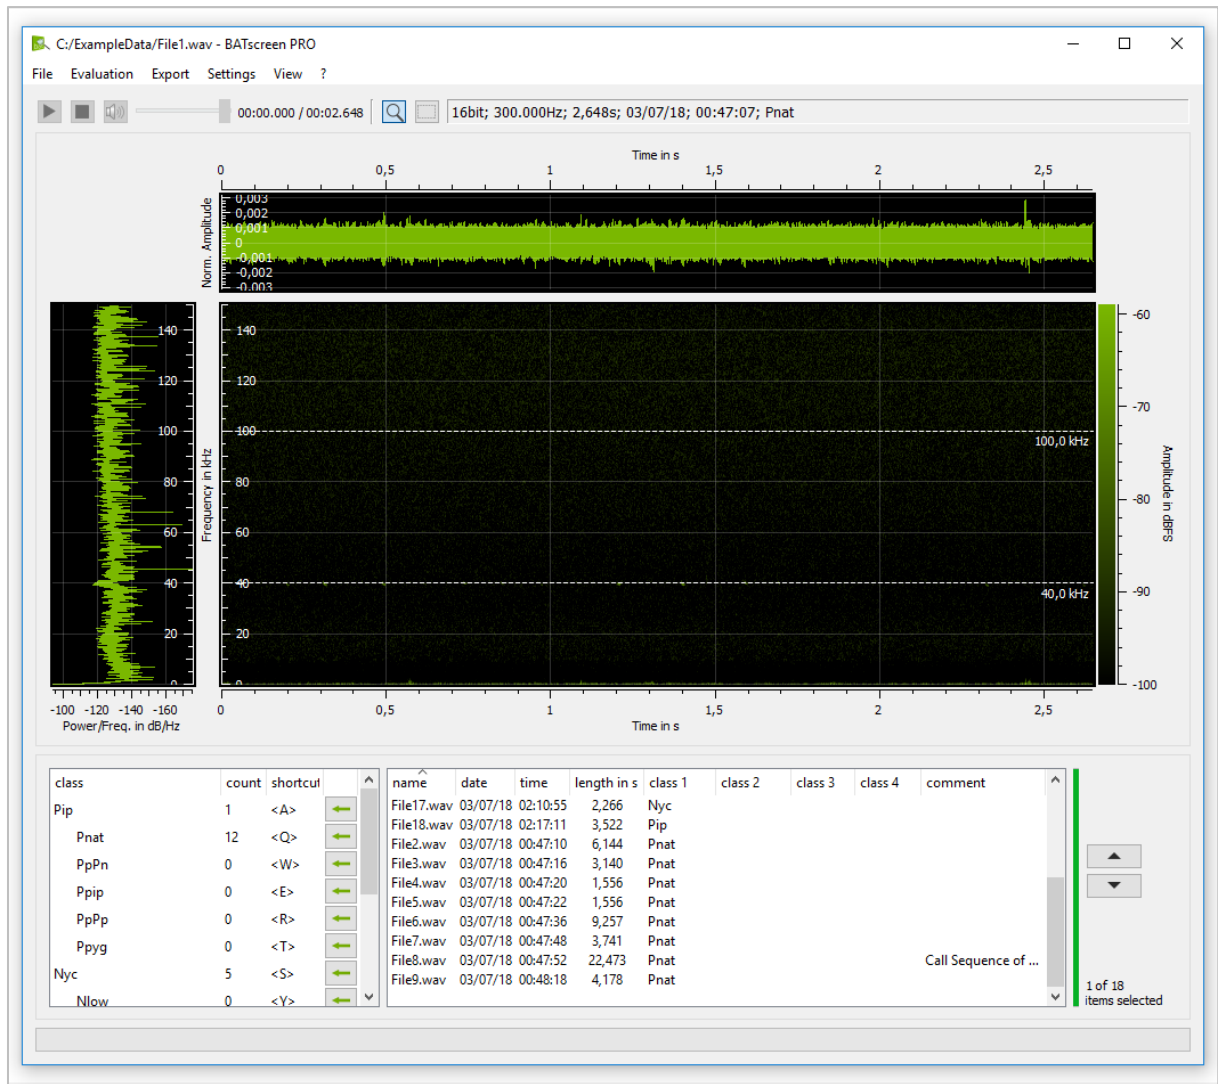 C:/ExampleData/File1.wav - BATscreen PRO
File Evaluation Export Settings View ?
00:00.000 / 00:02.648 16bit; 300.000Hz; 2,648s; 03/07/18; 00:47:07; Pnat
Time in s
0 0,5 1 1,5 2 2,5
Norm. Amplitude
0,003
0,002
0,001
0
-0,001
-0,002
-0,003
140
120
100
80
60
40
20
0
-100 -120 -140 -160
Power/Freq. in dB/Hz
Frequency in kHz
140
120
100
80
60
40
20
0
100,0 kHz
40,0 kHz
0 0,5 1 1,5 2 2,5
Time in s
-60
-70
-80
-90
-100
Amplitude in dBFS
class count shortcut
Pip 1 <A>
Pnat 12 <Q>
PpPn 0 <W>
Ppip 0 <E>
PpPp 0 <R>
Ppyg 0 <T>
Nyc 5 <S>
Nlow 0 <Y>
name date time length in s class 1 class 2 class 3 class 4 comment
File17.wav 03/07/18 02:10:55 2,266 Nyc
File18.wav 03/07/18 02:17:11 3,522 Pip
File2.wav 03/07/18 00:47:10 6,144 Pnat
File3.wav 03/07/18 00:47:16 3,140 Pnat
File4.wav 03/07/18 00:47:20 1,556 Pnat
File5.wav 03/07/18 00:47:22 1,556 Pnat
File6.wav 03/07/18 00:47:36 9,257 Pnat
File7.wav 03/07/18 00:47:48 3,741 Pnat
File8.wav 03/07/18 00:47:52 22,473 Pnat Call Sequence of ...
File9.wav 03/07/18 00:48:18 4,178 Pnat
1 of 18
items selected